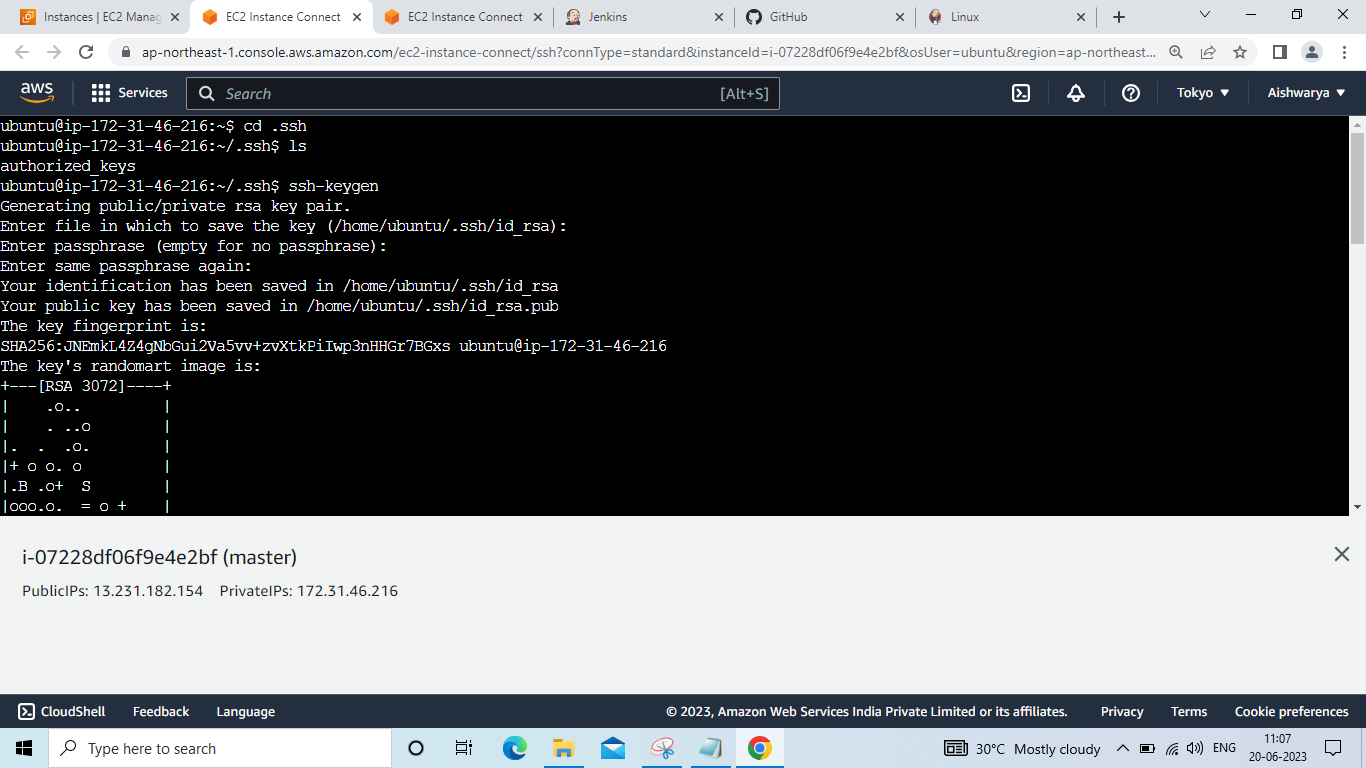 Instances | EC2 Manag
EC2 Instance Connect
EC2 Instance Connect
Jenkins
GitHub
Linux
ap-northeast-1.console.aws.amazon.com/ec2-instance-connect/ssh?connType=standard&instanceId=i-07228df06f9e4e2bf&osUser=ubuntu&region=ap-northeast...
aws
Services
Search
[Alt+S]
Tokyo
Aishwarya
ubuntu@ip-172-31-46-216:~$ cd .ssh
ubuntu@ip-172-31-46-216:~/.ssh$ ls
authorized_keys
ubuntu@ip-172-31-46-216:~/.ssh$ ssh-keygen
Generating public/private rsa key pair.
Enter file in which to save the key (/home/ubuntu/.ssh/id_rsa):
Enter passphrase (empty for no passphrase):
Enter same passphrase again:
Your identification has been saved in /home/ubuntu/.ssh/id_rsa
Your public key has been saved in /home/ubuntu/.ssh/id_rsa.pub
The key fingerprint is:
SHA256:JNEmkL4Z4gNbGui2Va5vv+zvXtkPiIwp3nHHGr7BGxs ubuntu@ip-172-31-46-216
The key's randomart image is:
+---[RSA 3072]----+
|    .o..         |
|    . ..o        |
|.  .  .o.        |
|+ o o. o         |
|.B .o+  S        |
|ooo.o.  = o +    |
i-07228df06f9e4e2bf (master)
PublicIPs: 13.231.182.154 PrivateIPs: 172.31.46.216
CloudShell
Feedback
Language
© 2023, Amazon Web Services India Private Limited or its affiliates.
Privacy
Terms
Cookie preferences
Type here to search
30°C Mostly cloudy
ENG
11:07
20-06-2023